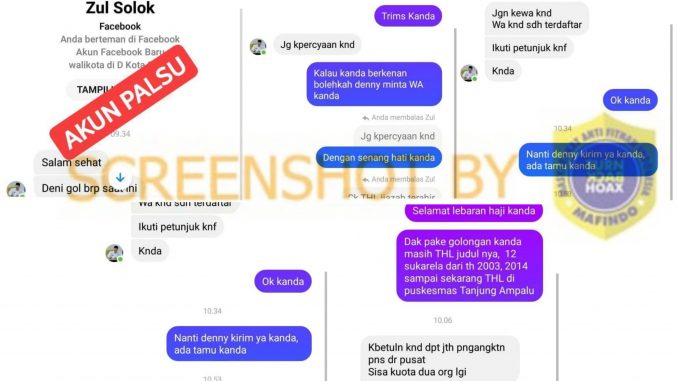 Zul Solok
Facebook
Anda berteman di Facebook
Akun Facebook Baru
walikota di D Kota
TAMPIL
AKUN PALSU
09.34
Salam sehat
Deni gol brp saat ini
Trims Kanda
Jg kpercyaan knd
Kalau kanda berkenan
bolehkah denny minta WA
kanda
Anda membalas Zul
Jg kpercyaan knd
Dengan senang hati kanda
Anda membalas Zul
Ck THL ijazah terahir
Jgn kewa knd
Wa knd sdh terdaftar
Ikuti petunjuk knf
Knda
Ok kanda
10.34
Nanti denny kirim ya kanda,
ada tamu kanda
10.53
SCREENSHOT BY
TURN
BACK
HOAX
MAFINDO
Wa knd sdh terdaftar
Ikuti petunjuk knf
Knda
Ok kanda
10.34
Nanti denny kirim ya kanda,
ada tamu kanda
10.53
Selamat lebaran haji kanda
Dak pake golongan kanda
masih THL judul nya, 12
sukarela dari th 2003, 2014
sampai sekarang THL di
puskesmas Tanjung Ampalu
10.06
Kbetuln knd dpt jth pngangktn
pns dr pusat
Sisa kuota dua org lgi